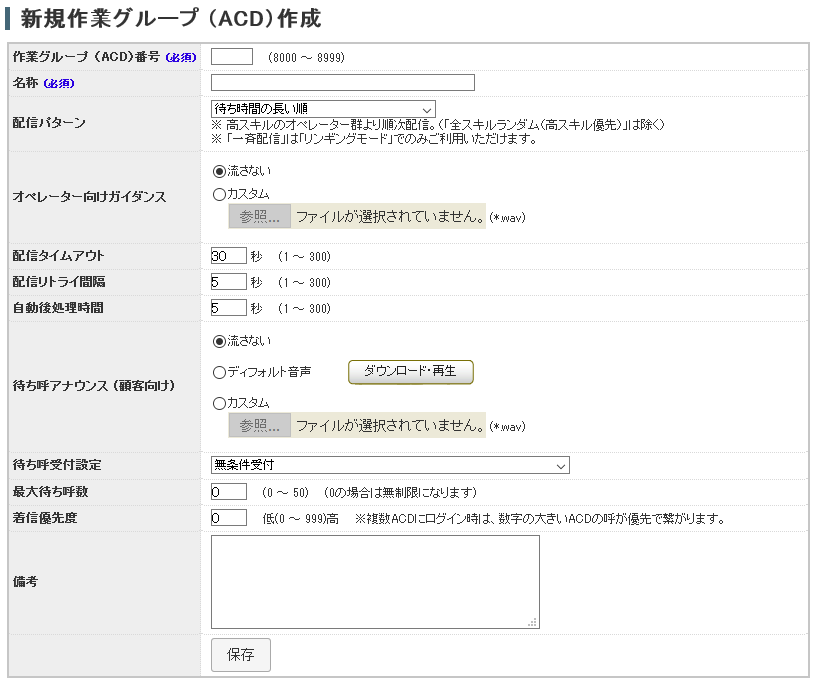 新規作業グループ（ACD）作成
作業グループ（ACD）番号 (必須) （8000 ～ 8999）
名称 (必須)
配信パターン 待ち時間の長い順
※ 高スキルのオペレーター群より順次配信。（「全スキルランダム（高スキル優先）」は除く）
※ 「一斉配信」は「リンギングモード」でのみご利用いただけます。
オペレーター向けガイダンス 流さない
カスタム
参照... ファイルが選択されていません。 (*.wav)
配信タイムアウト 30 秒 （1 ～ 300）
配信リトライ間隔 5 秒 （1 ～ 300）
自動後処理時間 5 秒 （1 ～ 300）
待ち呼アナウンス（顧客向け） 流さない
ディフォルト音声 ダウンロード・再生
カスタム
参照... ファイルが選択されていません。 (*.wav)
待ち呼受付設定 無条件受付
最大待ち呼数 0 （0 ～ 50） （0の場合は無制限になります）
着信優先度 0 低(0 ～ 999)高 ※複数ACDにログイン時は、数字の大きいACDの呼が優先で繋がります。
備考
保存